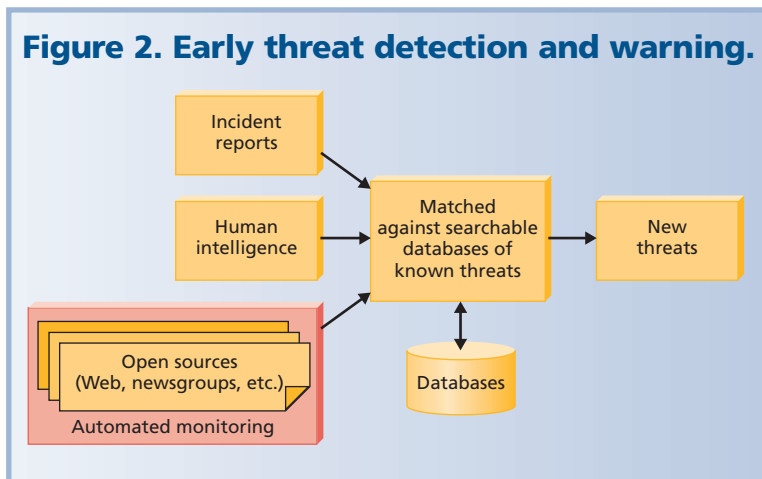 Figure 2. Early threat detection and warning.
Incident
reports
Human
intelligence
Matched
against searchable
databases of
known threats
New
threats
Open sources
(Web, newsgroups, etc.)
Automated monitoring
Databases